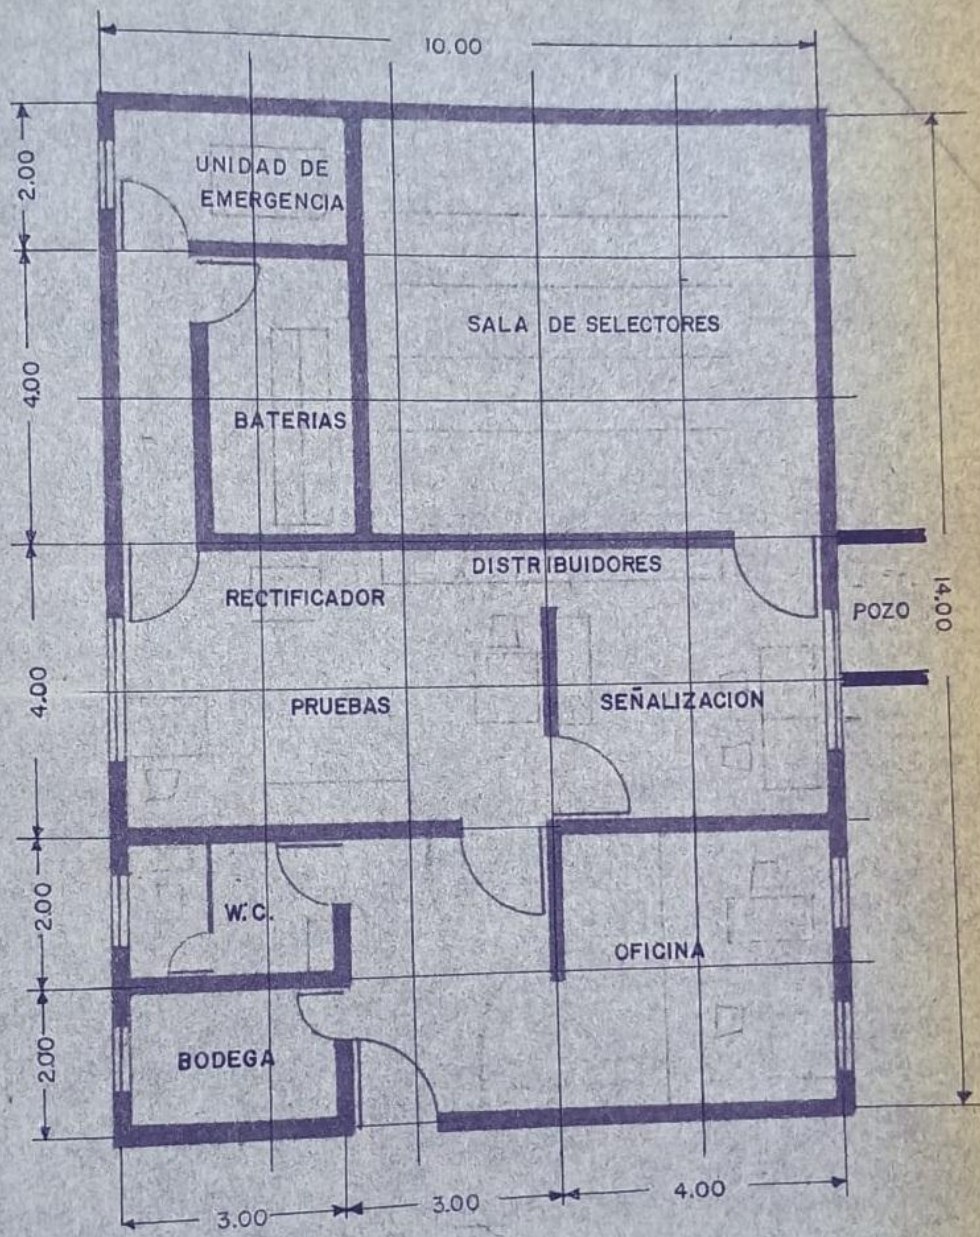 10.00
2.00
UNIDAD DE
EMERGENCIA
4.00
SALA DE SELECTORES
BATERIAS
DISTRIBUIDORES
RECTIFICADOR
POZO
14.00
4.00
PRUEBAS
SEÑALIZACION
2.00
W.C.
OFICINA
2.00
BODEGA
3.00
3.00
4.00